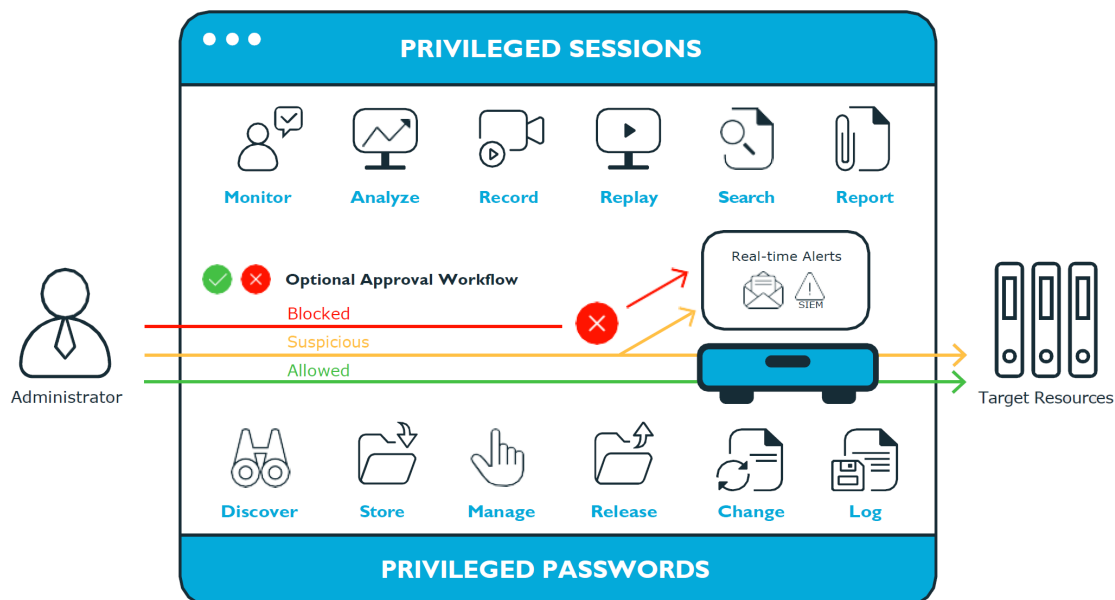 PRIVILEGED SESSIONS
Monitor
Analyze
Record
Replay
Search
Report
Optional Approval Workflow
Real-time Alerts
SIEM
Blocked
Suspicious
Allowed
Administrator
Target Resources
Discover
Store
Manage
Release
Change
Log
PRIVILEGED PASSWORDS